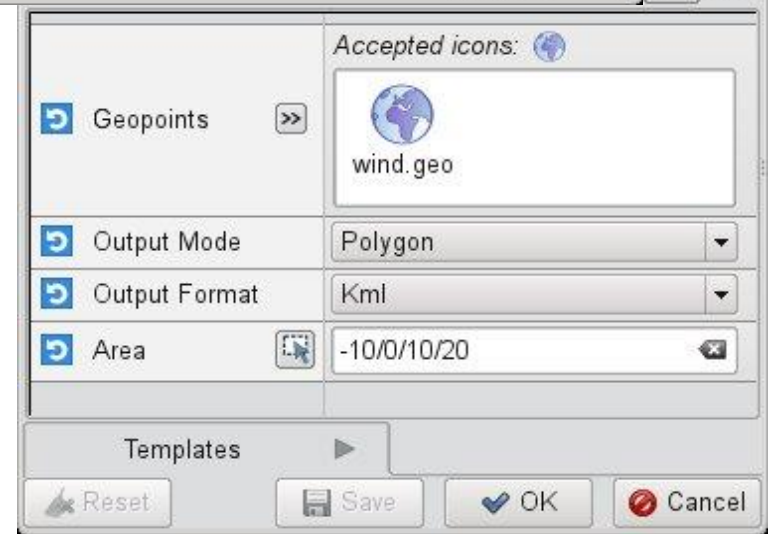 Accepted icons:
Geopoints >>
wind.geo
Output Mode Polygon
Output Format Kml
Area -10/0/10/20
Templates
Reset Save OK Cancel